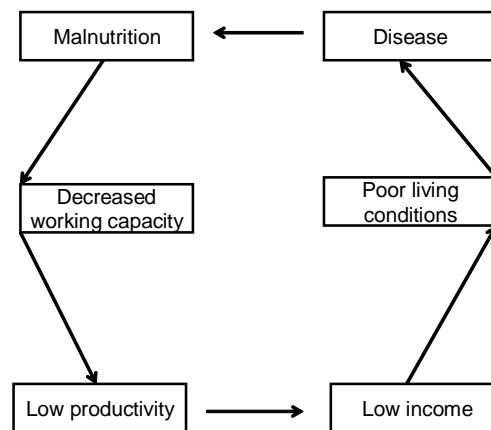 Malnutrition
Disease
Decreased
working capacity
Poor living
conditions
Low productivity
Low income